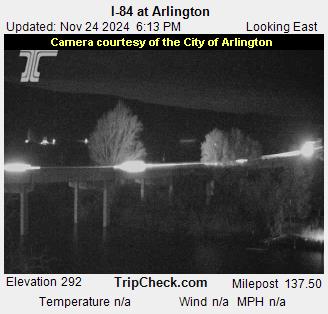 I-84 at Arlington
Updated: Nov 24 2024 6:13 PM Looking East
Camera courtesy of the City of Arlington
Elevation 292 TripCheck.com Milepost 137.50
Temperature n/a Wind n/a MPH n/a